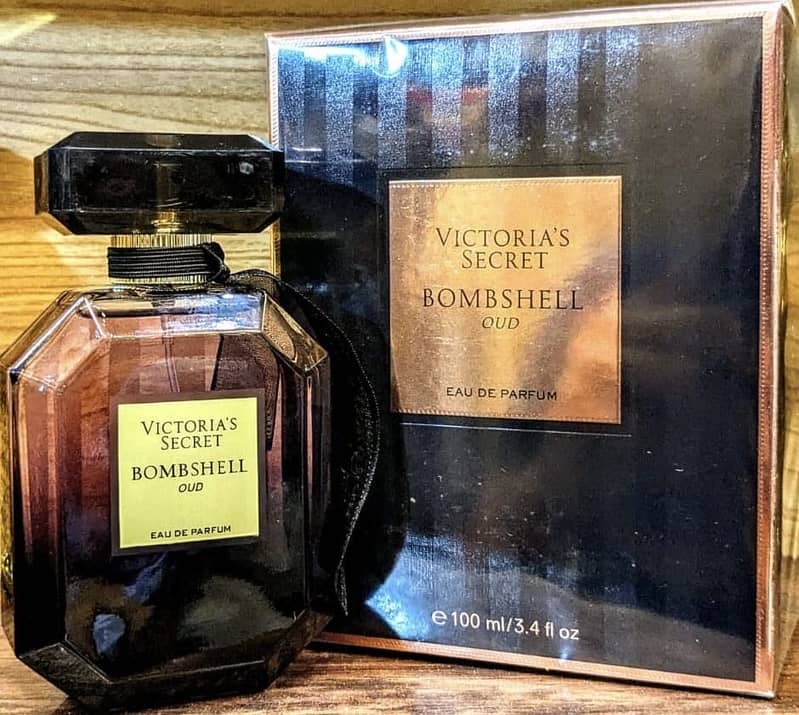 VICTORIA'S
SECRET
BOMBSHELL
OUD
EAU DE PARFUM
VICTORIA'S
SECRET
BOMBSHELL
OUD
EAU DE PARFUM
e 100 ml/3.4 fl oz